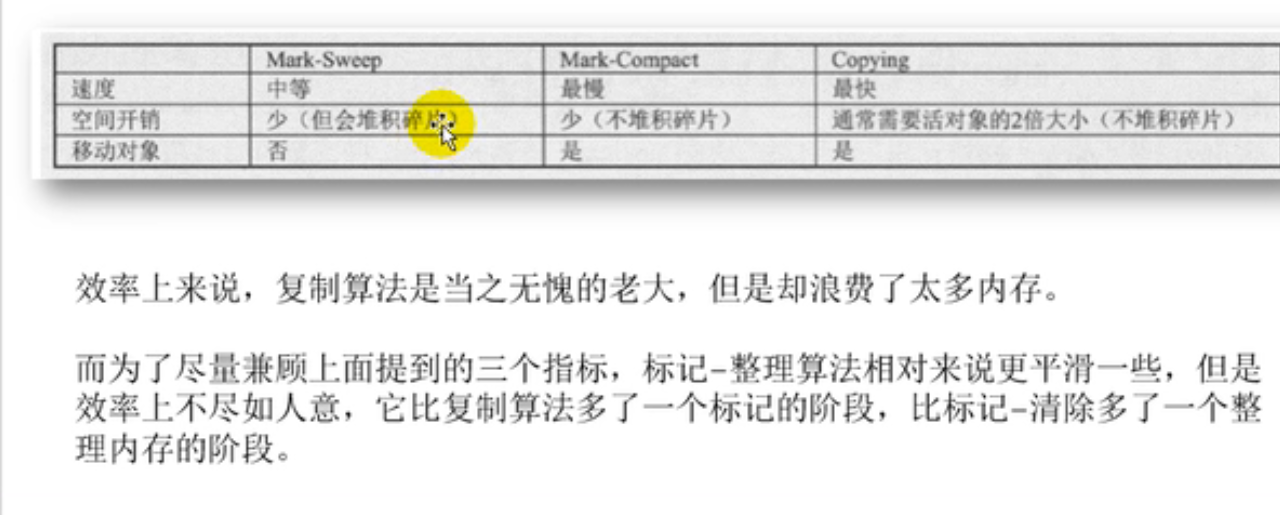 Mark-Sweep Mark-Compact Copying
速度 中等 最慢 最快
空间开销 少（但会堆积碎片） 少（不堆积碎片） 通常需要活对象的2倍大小（不堆积碎片）
移动对象 否 是 是
效率上来说，复制算法是当之无愧的老大，但是却浪费了太多内存。
而为了尽量兼顾上面提到的三个指标，标记-整理算法相对来说更平滑一些，但是
效率上不尽如人意，它比复制算法多了一个标记的阶段，比标记-清除多了一个整
理内存的阶段。